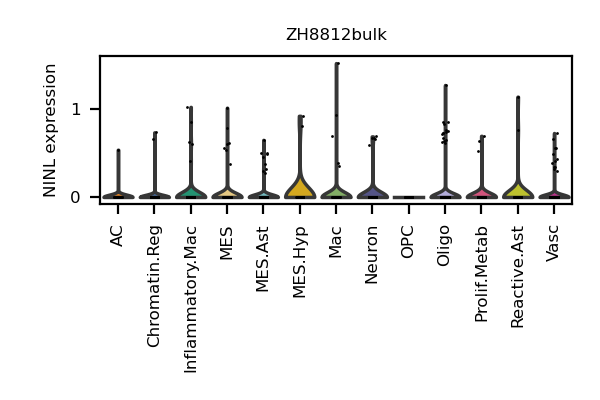 ZH8812bulk
NINL expression
1
0
AC
Chromatin.Reg
Inflammatory.Mac
MES
MES.Ast
MES.Hyp
Mac
Neuron
OPC
Oligo
Prolif.Metab
Reactive.Ast
Vasc